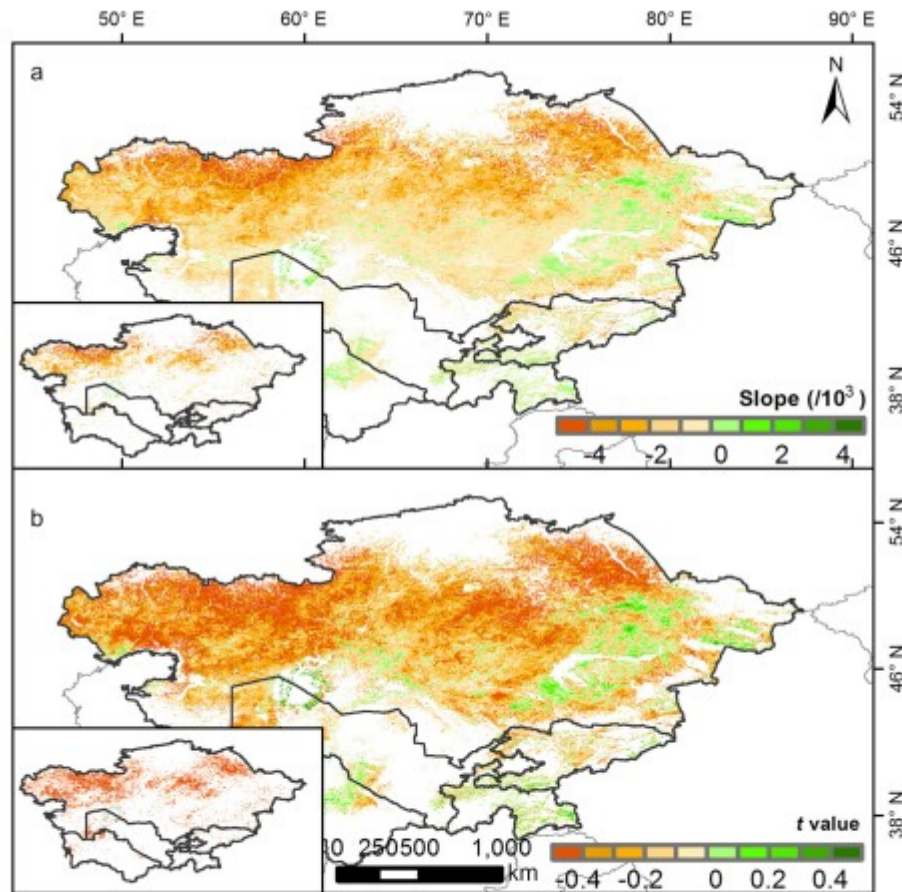 50° E 60° E 70° E 80° E 90° E
a
N
54° N
46° N
38° N
Slope (/10³ )
-4 -2 0 2 4
b
54° N
46° N
38° N
250500 1,000
km
t value
-0.4 -0.2 0 0.2 0.4